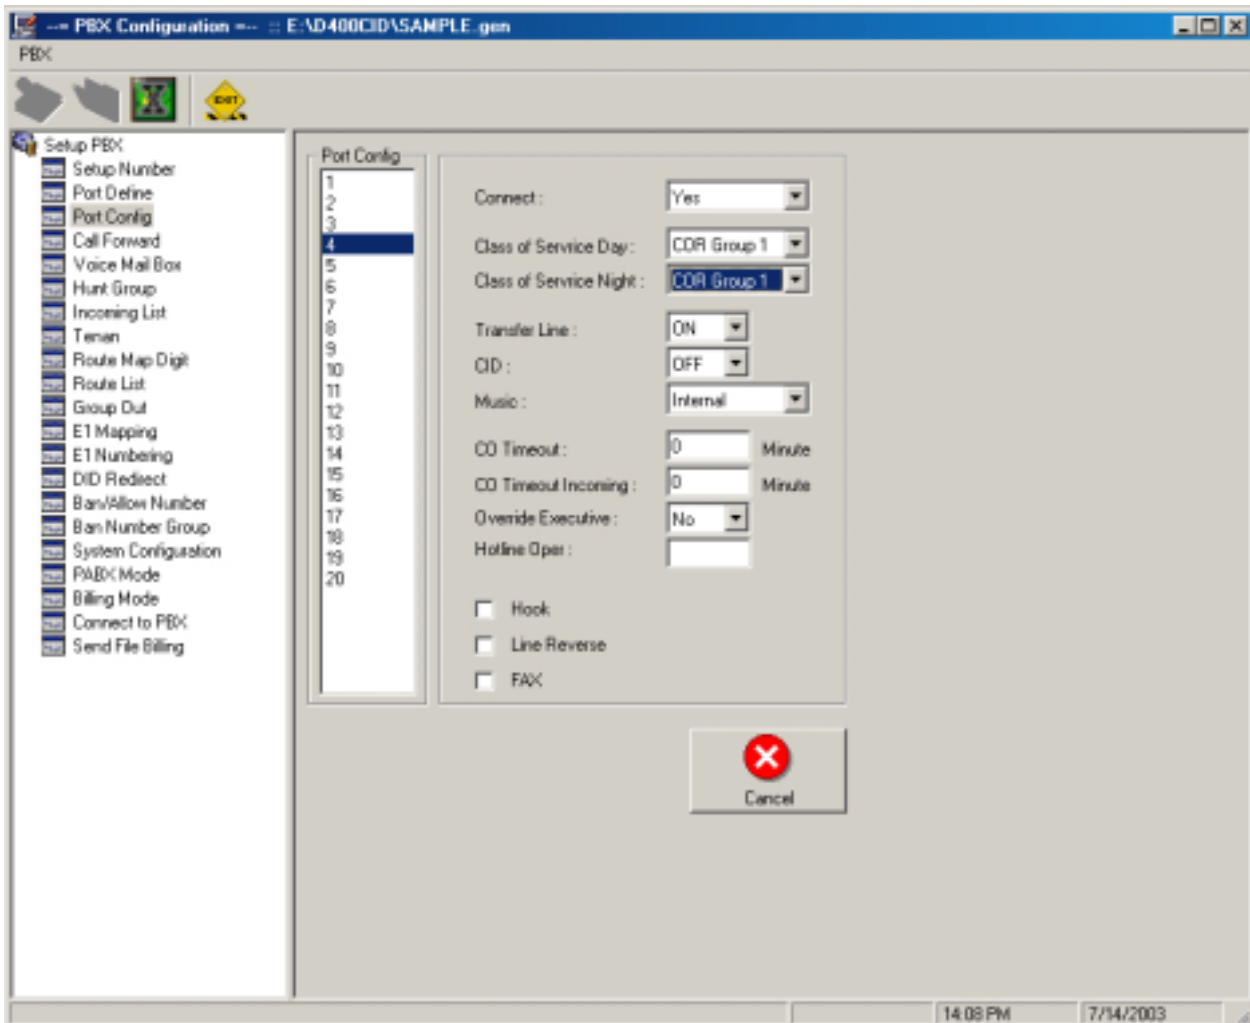 --= PBX Configuration =-- :: E:\D400CID\SAMPLE.gen
PBX
EXIT
Setup PBX
Setup Number
Port Define
Port Config
Call Forward
Voice Mail Box
Hunt Group
Incoming List
Tenan
Route Map Digit
Route List
Group Out
E1 Mapping
E1 Numbering
DID Redirect
Ban/Allow Number
Ban Number Group
System Configuration
PABX Mode
Billing Mode
Connect to PBX
Send File Billing
Port Config
1
2
3
4
5
6
7
8
9
10
11
12
13
14
15
16
17
18
19
20
Connect : Yes
Class of Servrice Day : COR Group 1
Class of Servrice Night : COR Group 1
Transfer Line : ON
CID : OFF
Music : Internal
CO Timeout : 0 Minute
CO Timeout Incoming : 0 Minute
Override Executive : No
Hotline Oper :
Hook
Line Reverse
FAX
Cancel
14:08 PM 7/14/2003